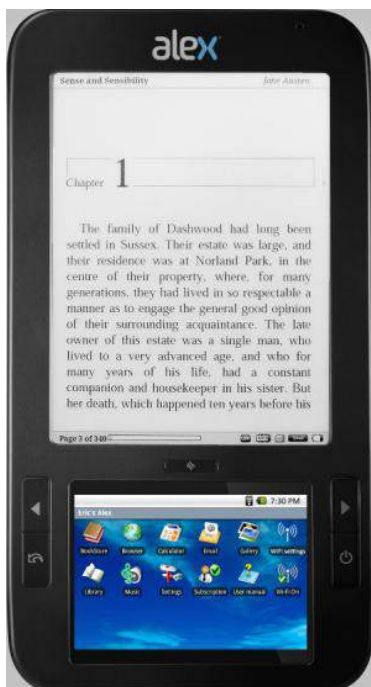 alex
Sense and Sensibility Jane Austen
Chapter 1
The family of Dashwood had long been
settled in Sussex. Their estate was large, and
their residence was at Norland Park, in the
centre of their property, where, for many
generations, they had lived in so respectable a
manner as to engage the general good opinion
of their surrounding acquaintance. The late
owner of this estate was a single man, who
lived to a very advanced age, and who for
many years of his life, had a constant
companion and housekeeper in his sister. But
her death, which happened ten years before his
Page 3 of 340
7:30 PM
Eric's Alex
BookStore Browser Calculator Email Gallery WiFi settings
Library Music Settings Subscription User manual Wi-Fi On